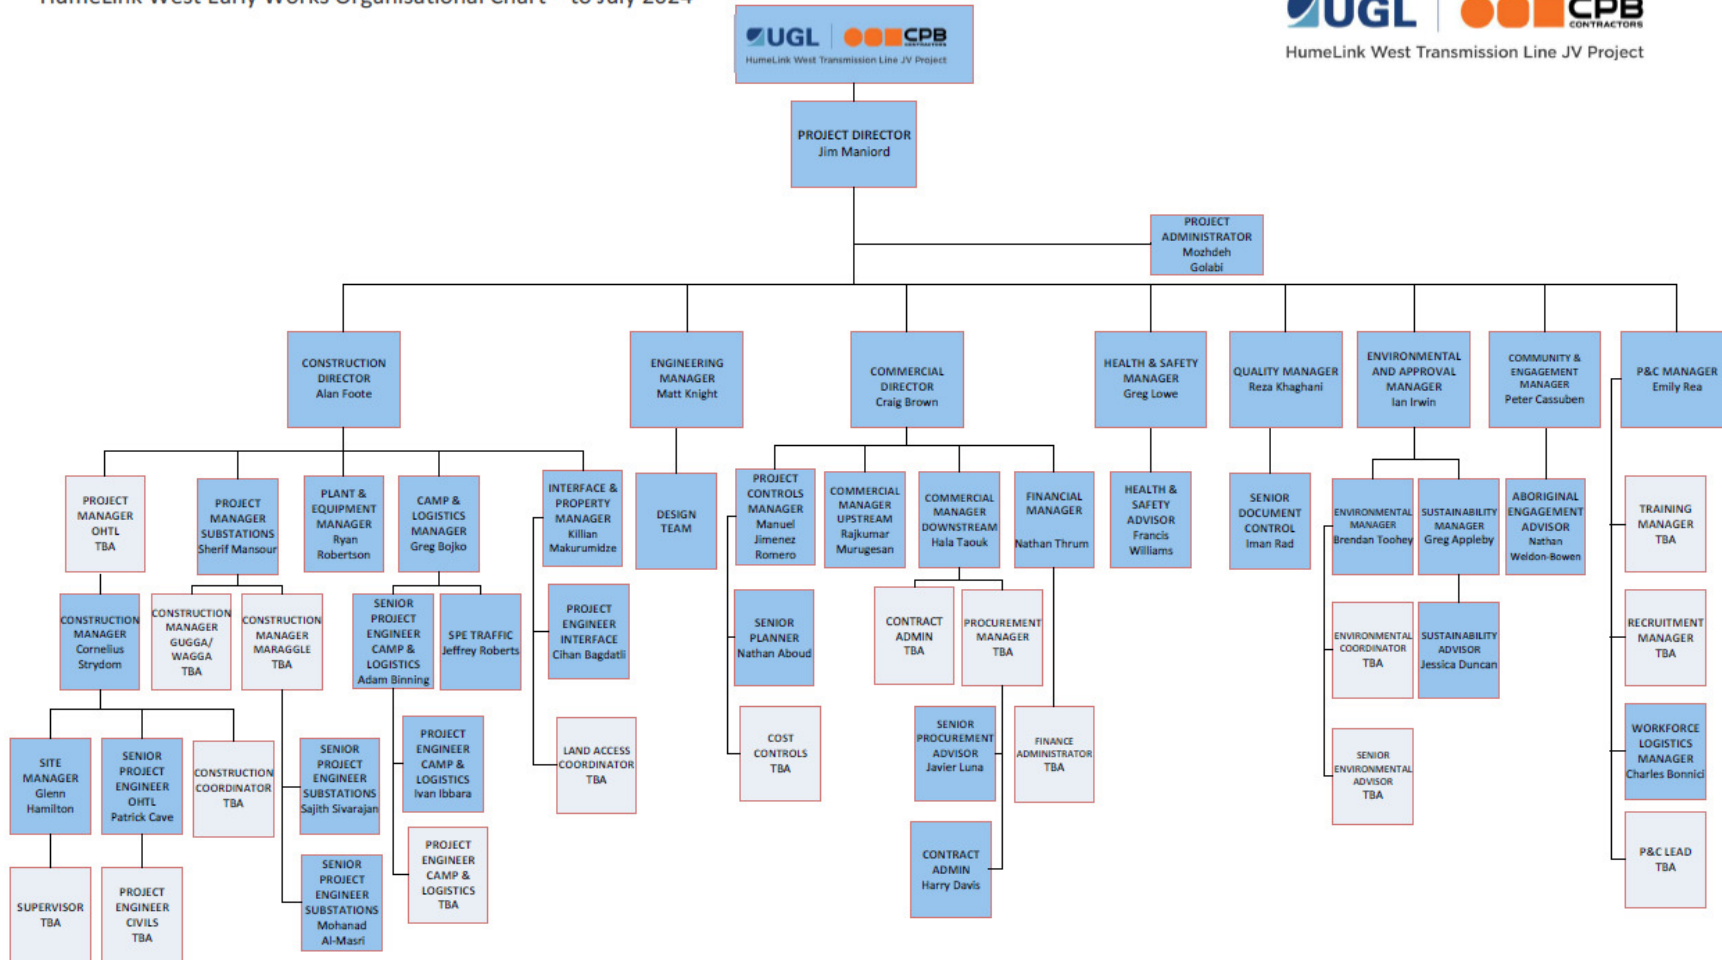 HumeLink West Early Works Organisational Chart – to July 2024
UGL
CPB
CONTRACTORS
HumeLink West Transmission Line JV Project
UGL
CPB
CONTRACTORS
HumeLink West Transmission Line JV Project
PROJECT DIRECTOR
Jim Maniord
PROJECT
ADMINISTRATOR
Mozhdeh
Golabi
CONSTRUCTION
DIRECTOR
Alan Foote
ENGINEERING
MANAGER
Matt Knight
COMMERCIAL
DIRECTOR
Craig Brown
HEALTH & SAFETY
MANAGER
Greg Lowe
QUALITY MANAGER
Reza Khaghani
ENVIRONMENTAL
AND APPROVAL
MANAGER
Ian Irwin
COMMUNITY &
ENGAGEMENT
MANAGER
Peter Cassuben
P&C MANAGER
Emily Rea
PROJECT
MANAGER
OHTL
TBA
PROJECT
MANAGER
SUBSTATIONS
Sherif Mansour
PLANT &
EQUIPMENT
MANAGER
Ryan
Robertson
CAMP &
LOGISTICS
MANAGER
Greg Bojko
INTERFACE &
PROPERTY
MANAGER
Killian
Makurumidze
DESIGN
TEAM
PROJECT
CONTROLS
MANAGER
Manuel
Jimenez
Romero
COMMERCIAL
MANAGER
UPSTREAM
Rajkumar
Murugesan
COMMERCIAL
MANAGER
DOWNSTREAM
Hala Taouk
FINANCIAL
MANAGER
Nathan Thrum
HEALTH &
SAFETY
ADVISOR
Francis
Williams
SENIOR
DOCUMENT
CONTROL
Iman Rad
ENVIRONMENTAL
MANAGER
Brendan Toohey
SUSTAINABILITY
MANAGER
Greg Appleby
ABORIGINAL
ENGAGEMENT
ADVISOR
Nathan
Weldon-Bowen
TRAINING
MANAGER
TBA
CONSTRUCTION
MANAGER
Cornelius
Strydom
CONSTRUCTION
MANAGER
GUGGA/
WAGGA
TBA
CONSTRUCTION
MANAGER
MARAGGLE
TBA
SENIOR
PROJECT
ENGINEER
CAMP &
LOGISTICS
Adam Binning
SPE TRAFFIC
Jeffrey Roberts
PROJECT
ENGINEER
INTERFACE
Cihan Bagdatli
SENIOR
PLANNER
Nathan Aboud
CONTRACT
ADMIN
TBA
PROCUREMENT
MANAGER
TBA
ENVIRONMENTAL
COORDINATOR
TBA
SUSTAINABILITY
ADVISOR
Jessica Duncan
RECRUITMENT
MANAGER
TBA
SITE
MANAGER
Glenn
Hamilton
SENIOR
PROJECT
ENGINEER
OHTL
Patrick Cave
CONSTRUCTION
COORDINATOR
TBA
SENIOR
PROJECT
ENGINEER
SUBSTATIONS
Sajith Sivarajan
PROJECT
ENGINEER
CAMP &
LOGISTICS
Ivan Ibbara
LAND ACCESS
COORDINATOR
TBA
COST
CONTROLS
TBA
SENIOR
PROCUREMENT
ADVISOR
Javier Luna
FINANCE
ADMINISTRATOR
TBA
SENIOR
ENVIRONMENTAL
ADVISOR
TBA
WORKFORCE
LOGISTICS
MANAGER
Charles Bonnici
SUPERVISOR
TBA
PROJECT
ENGINEER
CIVILS
TBA
SENIOR
PROJECT
ENGINEER
SUBSTATIONS
Mohanad
Al-Masri
PROJECT
ENGINEER
CAMP &
LOGISTICS
TBA
CONTRACT
ADMIN
Harry Davis
P&C LEAD
TBA